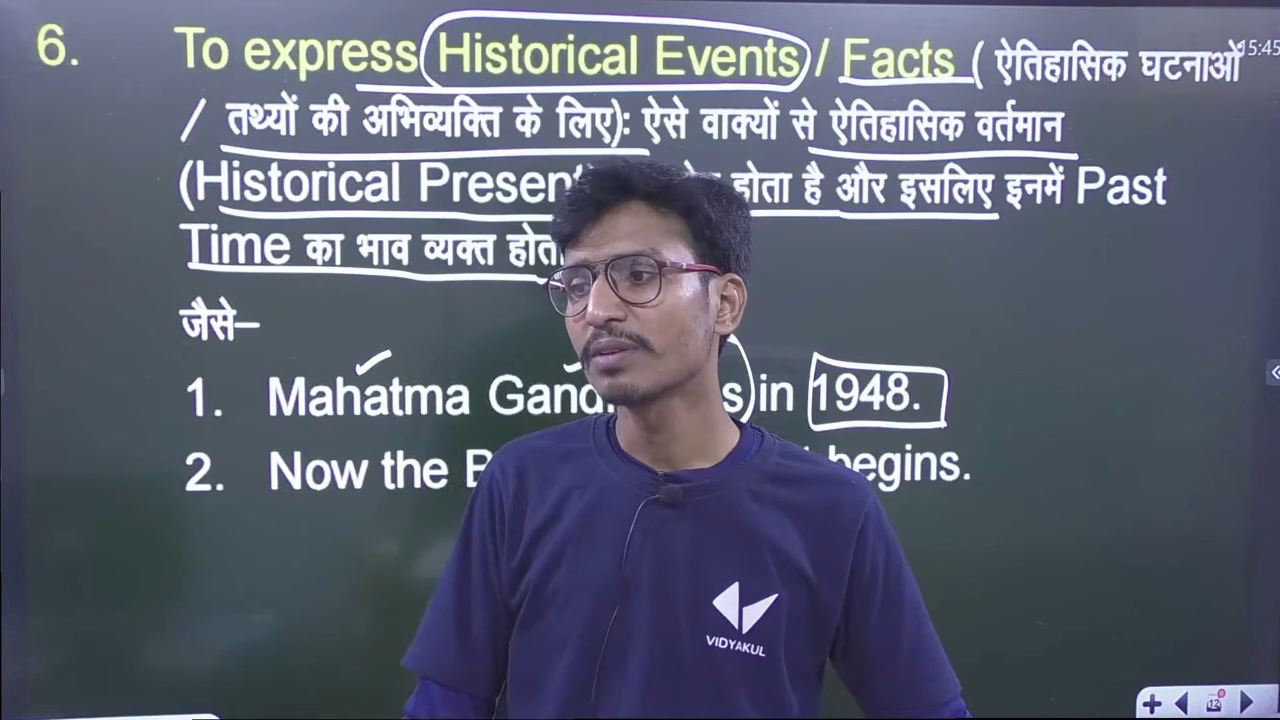 6. To express Historical Events / Facts ( ऐतिहासिक घटनाओं
/ तथ्यों की अभिव्यक्ति के लिए): ऐसे वाक्यों से ऐतिहासिक वर्तमान
(Historical Present होता है और इसलिए इनमें Past
Time का भाव व्यक्त
जैसे–
1. Mahatma in 1948.
2. Now the begins.
15:45
VIDYAKUL
12